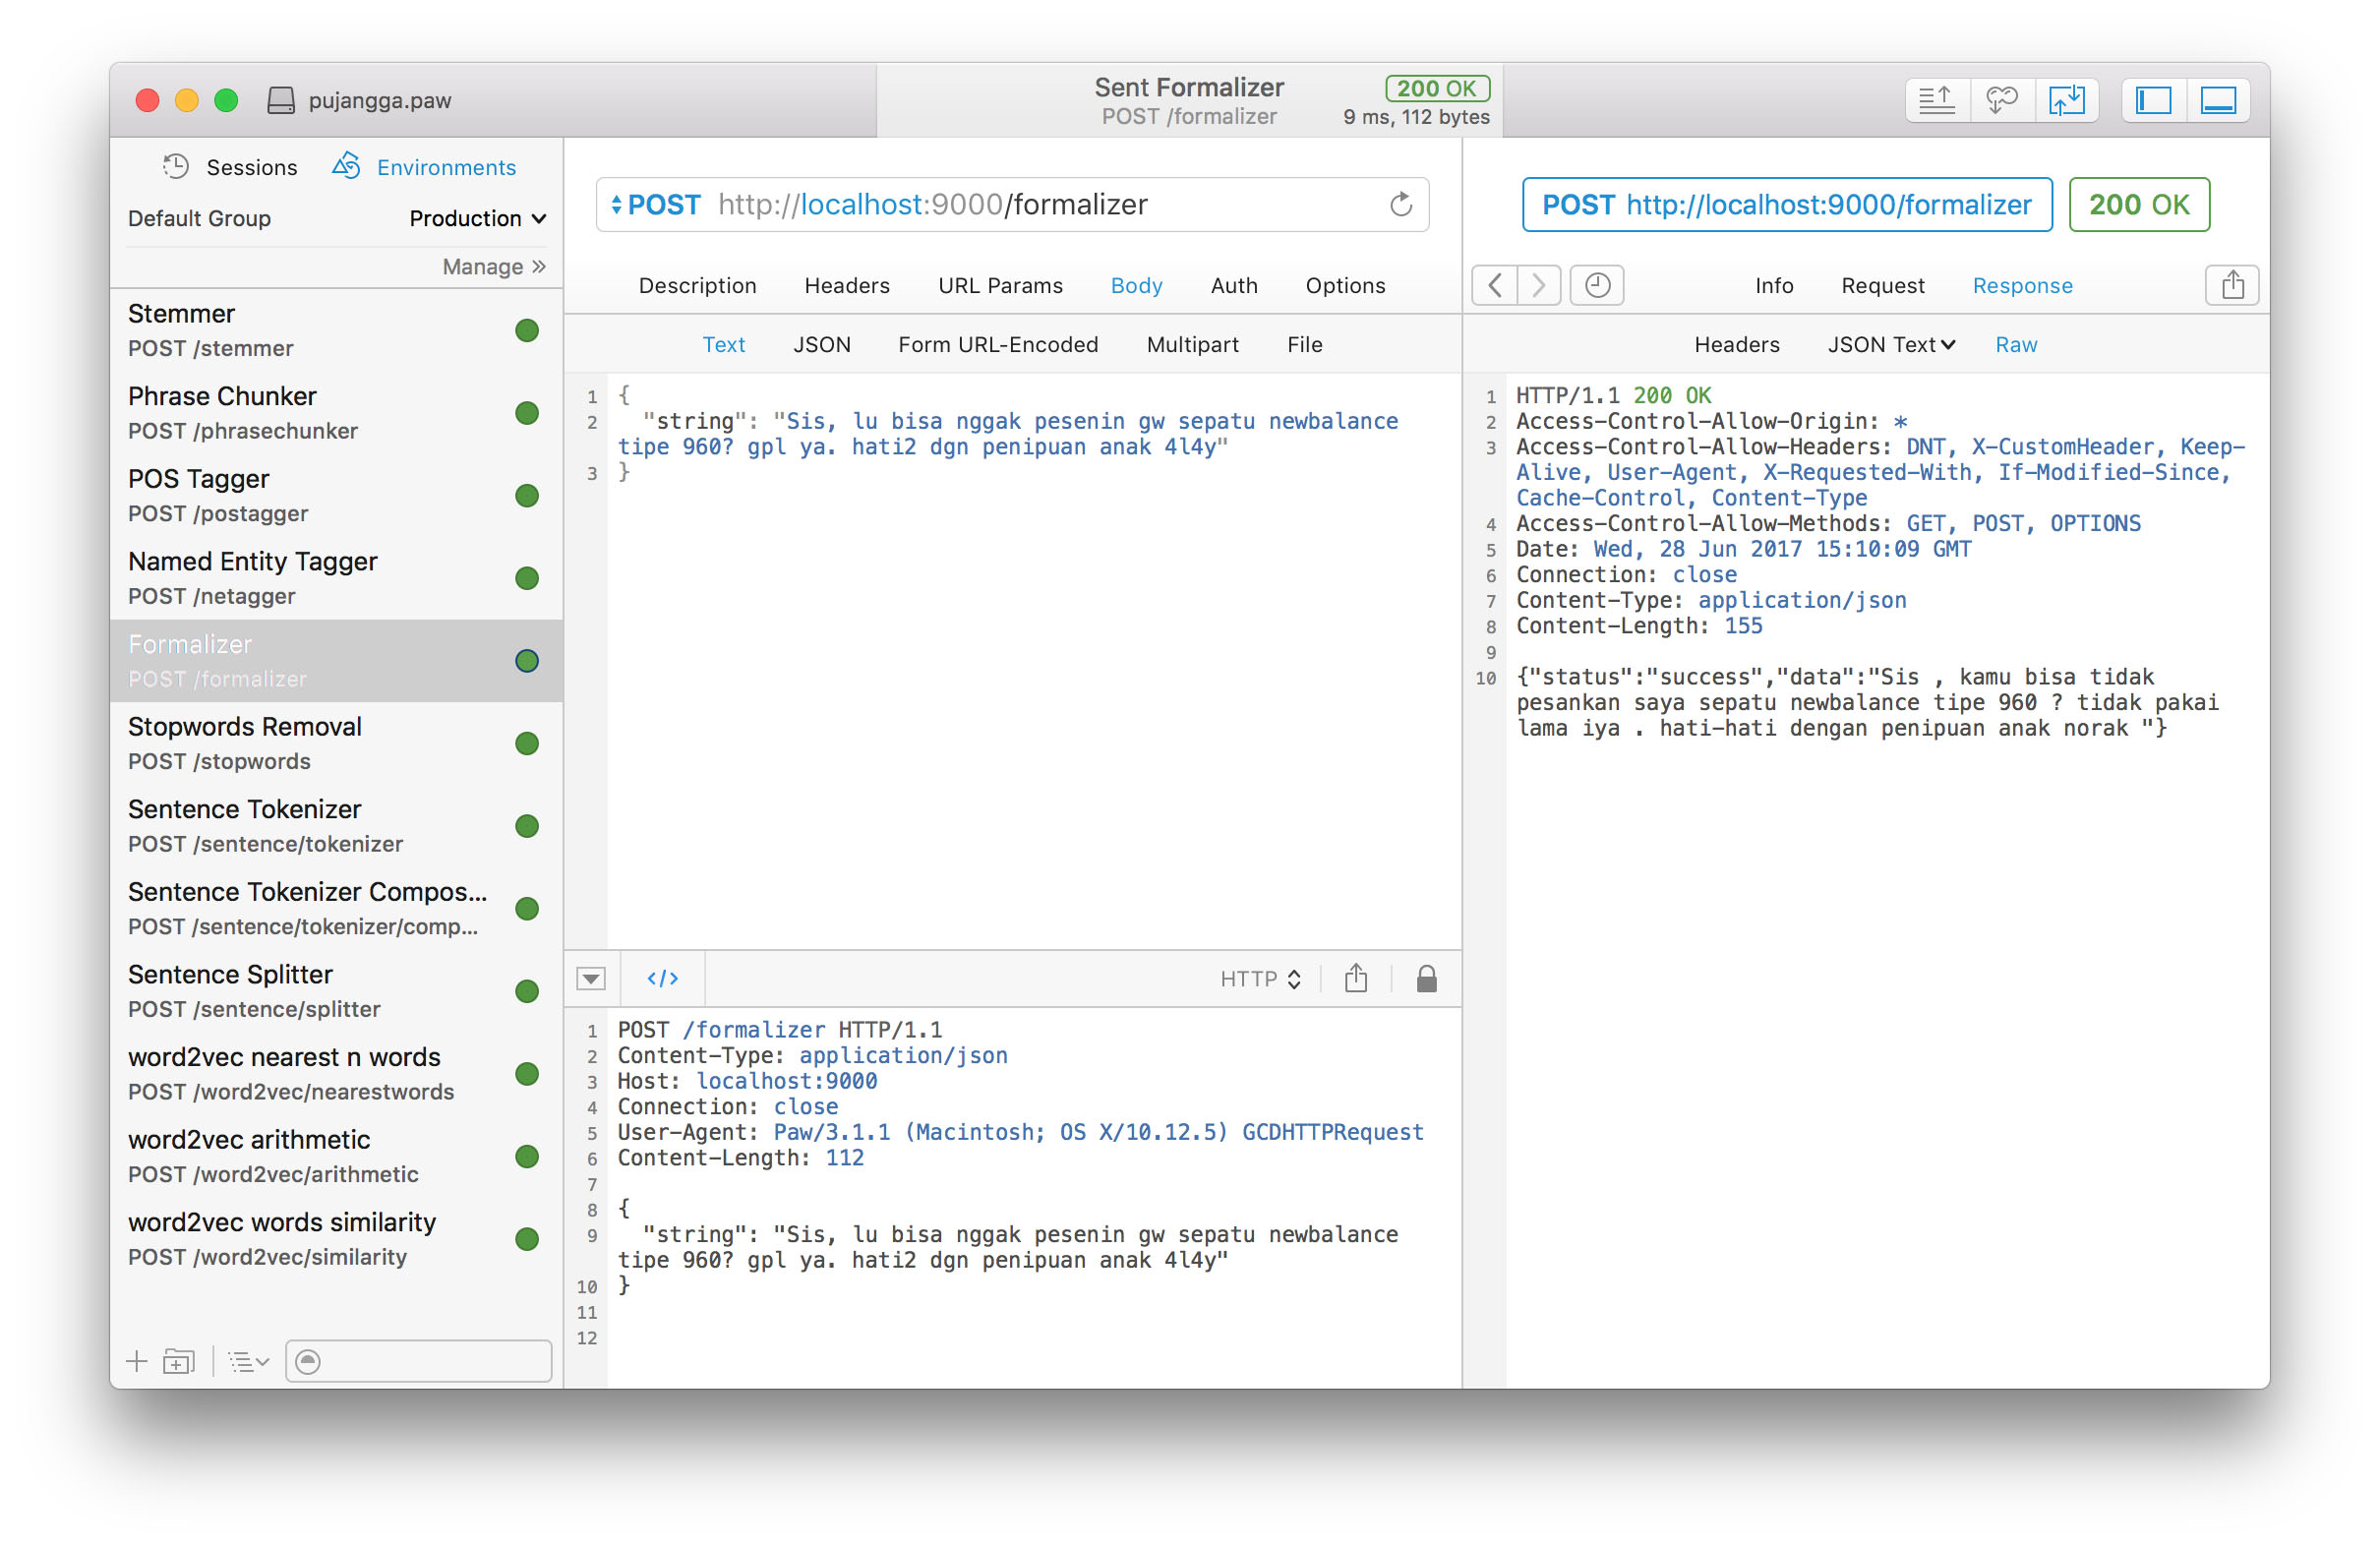 pujangga.paw
Sent Formalizer
200 OK
POST /formalizer
9 ms, 112 bytes
Sessions
Environments
Default Group
Production
Manage »
Stemmer
POST /stemmer
Phrase Chunker
POST /phrasechunker
POS Tagger
POST /postagger
Named Entity Tagger
POST /netagger
Formalizer
POST /formalizer
Stopwords Removal
POST /stopwords
Sentence Tokenizer
POST /sentence/tokenizer
Sentence Tokenizer Compos...
POST /sentence/tokenizer/comp...
Sentence Splitter
POST /sentence/splitter
word2vec nearest n words
POST /word2vec/nearestwords
word2vec arithmetic
POST /word2vec/arithmetic
word2vec words similarity
POST /word2vec/similarity
POST http://localhost:9000/formalizer
Description Headers URL Params Body Auth Options
Text JSON Form URL-Encoded Multipart File
1 {
2 "string": "Sis, lu bisa nggak pesenin gw sepatu newbalance
tipe 960? gpl ya. hati2 dgn penipuan anak 4l4y"
3 }
</> HTTP
1 POST /formalizer HTTP/1.1
2 Content-Type: application/json
3 Host: localhost:9000
4 Connection: close
5 User-Agent: Paw/3.1.1 (Macintosh; OS X/10.12.5) GCDHTTPRequest
6 Content-Length: 112
7
8 {
9 "string": "Sis, lu bisa nggak pesenin gw sepatu newbalance
tipe 960? gpl ya. hati2 dgn penipuan anak 4l4y"
10 }
11
12
POST http://localhost:9000/formalizer
200 OK
Info Request Response
Headers JSON Text Raw
1 HTTP/1.1 200 OK
2 Access-Control-Allow-Origin: *
3 Access-Control-Allow-Headers: DNT, X-CustomHeader, Keep-
Alive, User-Agent, X-Requested-With, If-Modified-Since,
Cache-Control, Content-Type
4 Access-Control-Allow-Methods: GET, POST, OPTIONS
5 Date: Wed, 28 Jun 2017 15:10:09 GMT
6 Connection: close
7 Content-Type: application/json
8 Content-Length: 155
9
10 {"status":"success","data":"Sis , kamu bisa tidak
pesankan saya sepatu newbalance tipe 960 ? tidak pakai
lama iya . hati-hati dengan penipuan anak norak "}